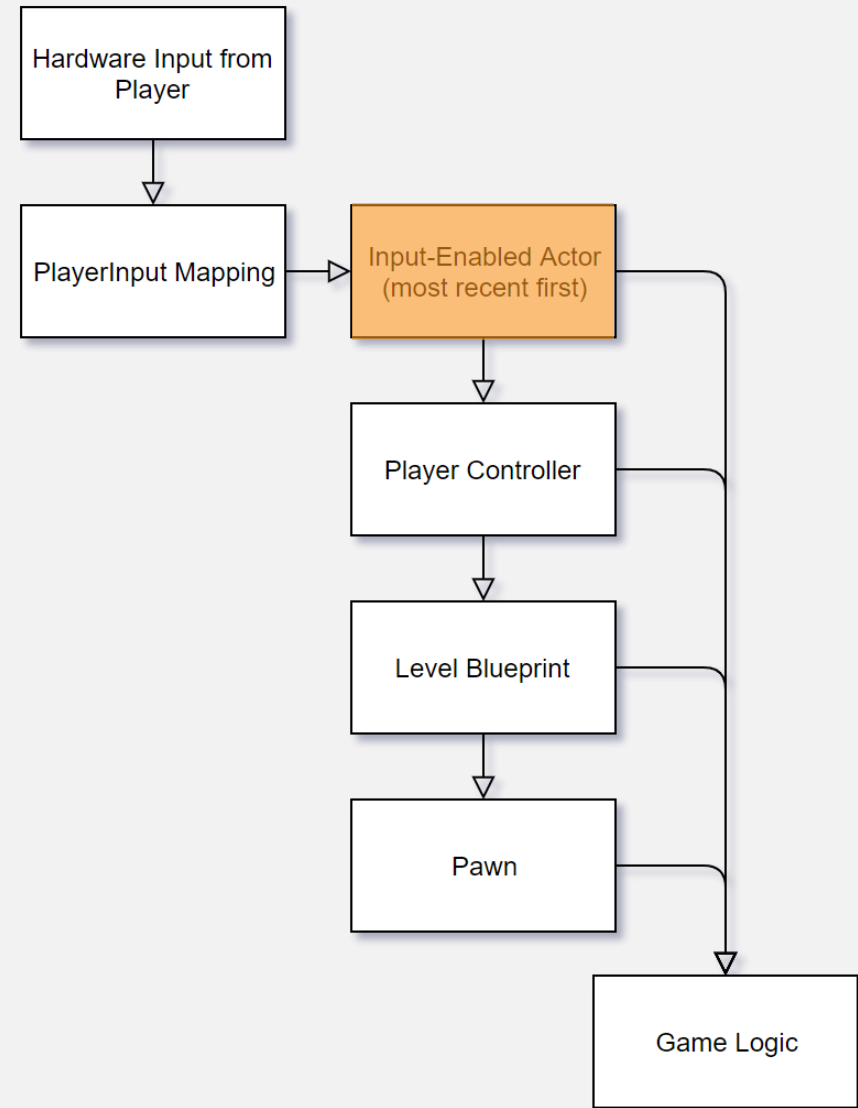 Hardware Input from
Player
PlayerInput Mapping
Input-Enabled Actor
(most recent first)
Player Controller
Level Blueprint
Pawn
Game Logic